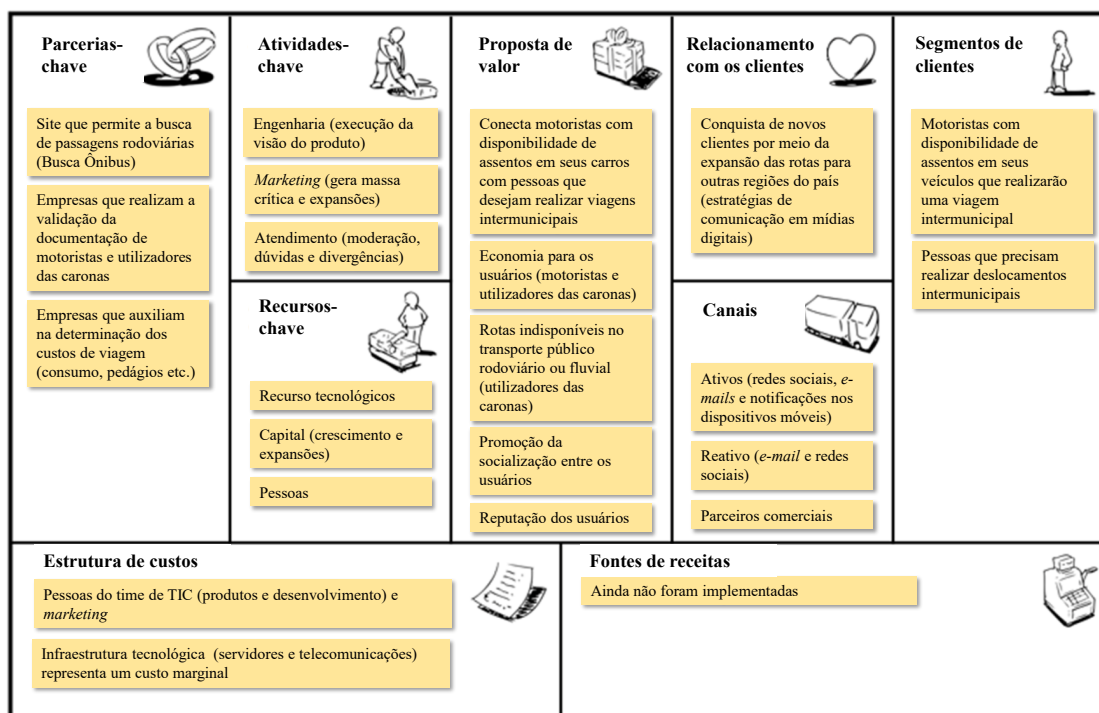 Parcerias-
chave
Site que permite a busca
de passagens rodoviárias
(Busca Ônibus)
Empresas que realizam a
validação da
documentação de
motoristas e utilizadores
das caronas
Empresas que auxiliam
na determinação dos
custos de viagem
(consumo, pedágios etc.)
Atividades-
chave
Engenharia (execução da
visão do produto)
Marketing (gera massa
crítica e expansões)
Atendimento (moderação,
dúvidas e divergências)
Recursos-
chave
Recurso tecnológicos
Capital (crescimento e
expansões)
Pessoas
Proposta de
valor
Conecta motoristas com
disponibilidade de
assentos em seus carros
com pessoas que
desejam realizar viagens
intermunicipais
Economia para os
usuários (motoristas e
utilizadores das caronas)
Rotas indisponíveis no
transporte público
rodoviário ou fluvial
(utilizadores das
caronas)
Promoção da
socialização entre os
usuários
Reputação dos usuários
Relacionamento
com os clientes
Conquista de novos
clientes por meio da
expansão das rotas para
outras regiões do país
(estratégias de
comunicação em mídias
digitais)
Canais
Ativos (redes sociais, e-
mails e notificações nos
dispositivos móveis)
Reativo (e-mail e redes
sociais)
Parceiros comerciais
Segmentos de
clientes
Motoristas com
disponibilidade de
assentos em seus
veículos que realizarão
uma viagem
intermunicipal
Pessoas que precisam
realizar deslocamentos
intermunicipais
Estrutura de custos
Pessoas do time de TIC (produtos e desenvolvimento) e
marketing
Infraestrutura tecnológica (servidores e telecomunicações)
representa um custo marginal
Fontes de receitas
Ainda não foram implementadas